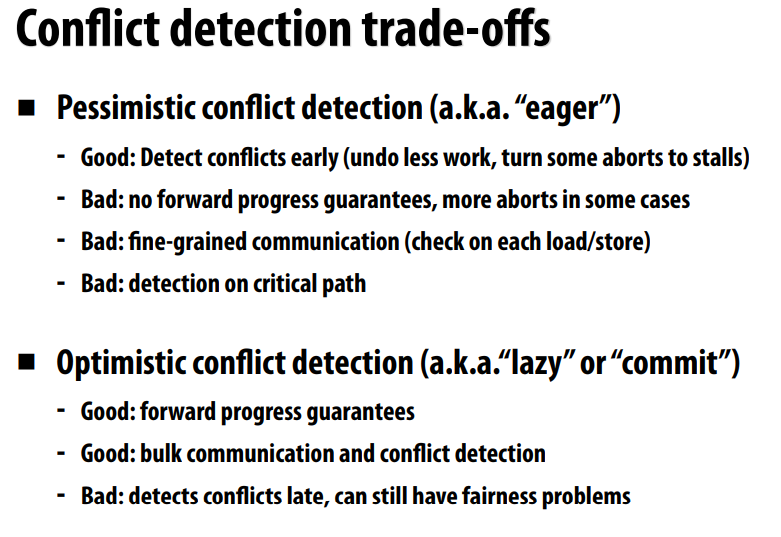 Conflict detection trade-offs
■ Pessimistic conflict detection (a.k.a. “eager”)
- Good: Detect conflicts early (undo less work, turn some aborts to stalls)
- Bad: no forward progress guarantees, more aborts in some cases
- Bad: fine-grained communication (check on each load/store)
- Bad: detection on critical path
■ Optimistic conflict detection (a.k.a.“lazy” or “commit”)
- Good: forward progress guarantees
- Good: bulk communication and conflict detection
- Bad: detects conflicts late, can still have fairness problems